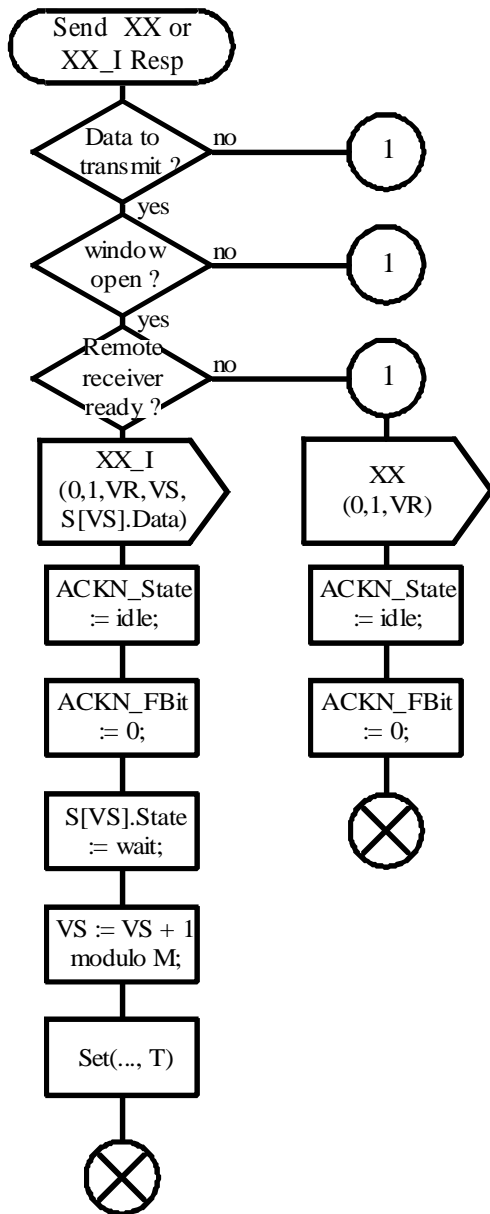 Send XX or
XX_I Resp
Data to
transmit ?
no
1
yes
window
open ?
no
1
yes
Remote
receiver
ready ?
no
1
XX_I
(0,1,VR,VS,
S[VS].Data)
XX
(0,1,VR)
ACKN_State
:= idle;
ACKN_State
:= idle;
ACKN_FBit
:= 0;
ACKN_FBit
:= 0;
S[VS].State
:= wait;
VS := VS + 1
modulo M;
Set(..., T)